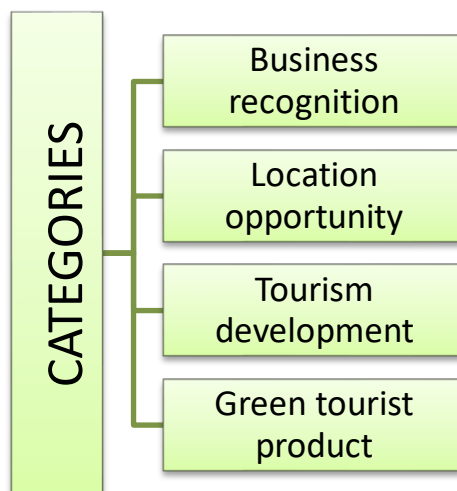 CATEGORIES
Business
recognition
Location
opportunity
Tourism
development
Green tourist
product